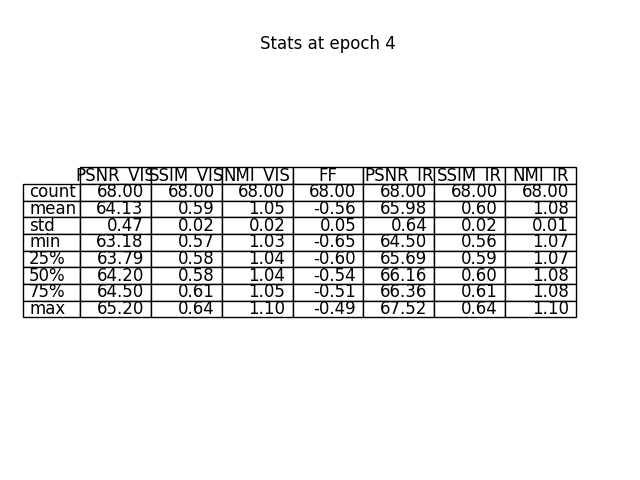 Stats at epoch 4
PSNR_VIS SSIM_VIS NMI_VIS FF PSNR_IR SSIM_IR NMI_IR
count 68.00 68.00 68.00 68.00 68.00 68.00 68.00
mean 64.13 0.59 1.05 -0.56 65.98 0.60 1.08
std 0.47 0.02 0.02 0.05 0.64 0.02 0.01
min 63.18 0.57 1.03 -0.65 64.50 0.56 1.07
25% 63.79 0.58 1.04 -0.60 65.69 0.59 1.07
50% 64.20 0.58 1.04 -0.54 66.16 0.60 1.08
75% 64.50 0.61 1.05 -0.51 66.36 0.61 1.08
max 65.20 0.64 1.10 -0.49 67.52 0.64 1.10